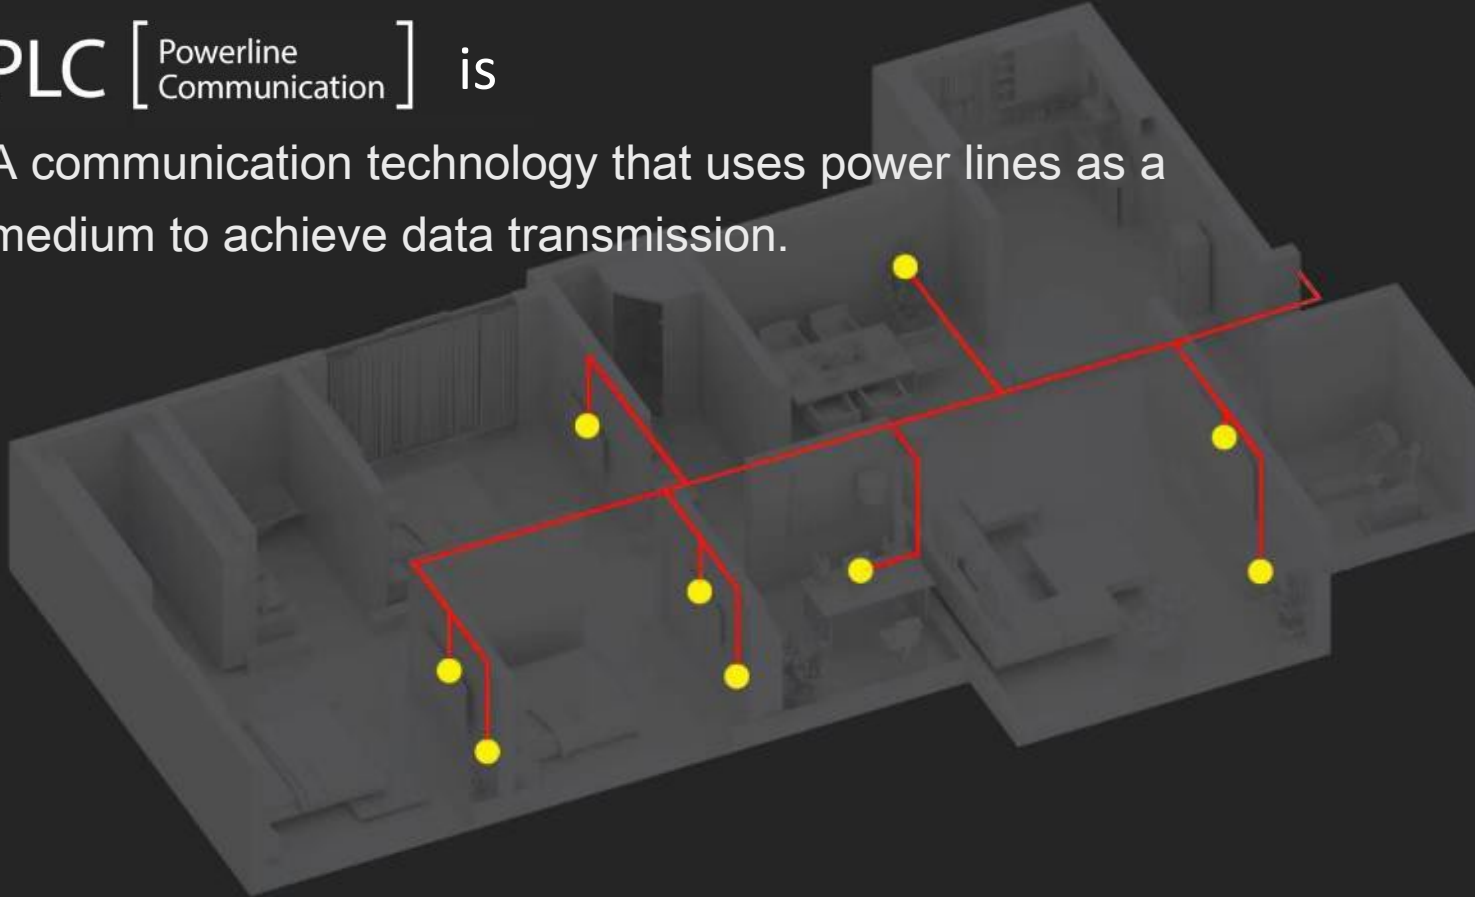 PLC [Powerline Communication] is
A communication technology that uses power lines as a
medium to achieve data transmission.